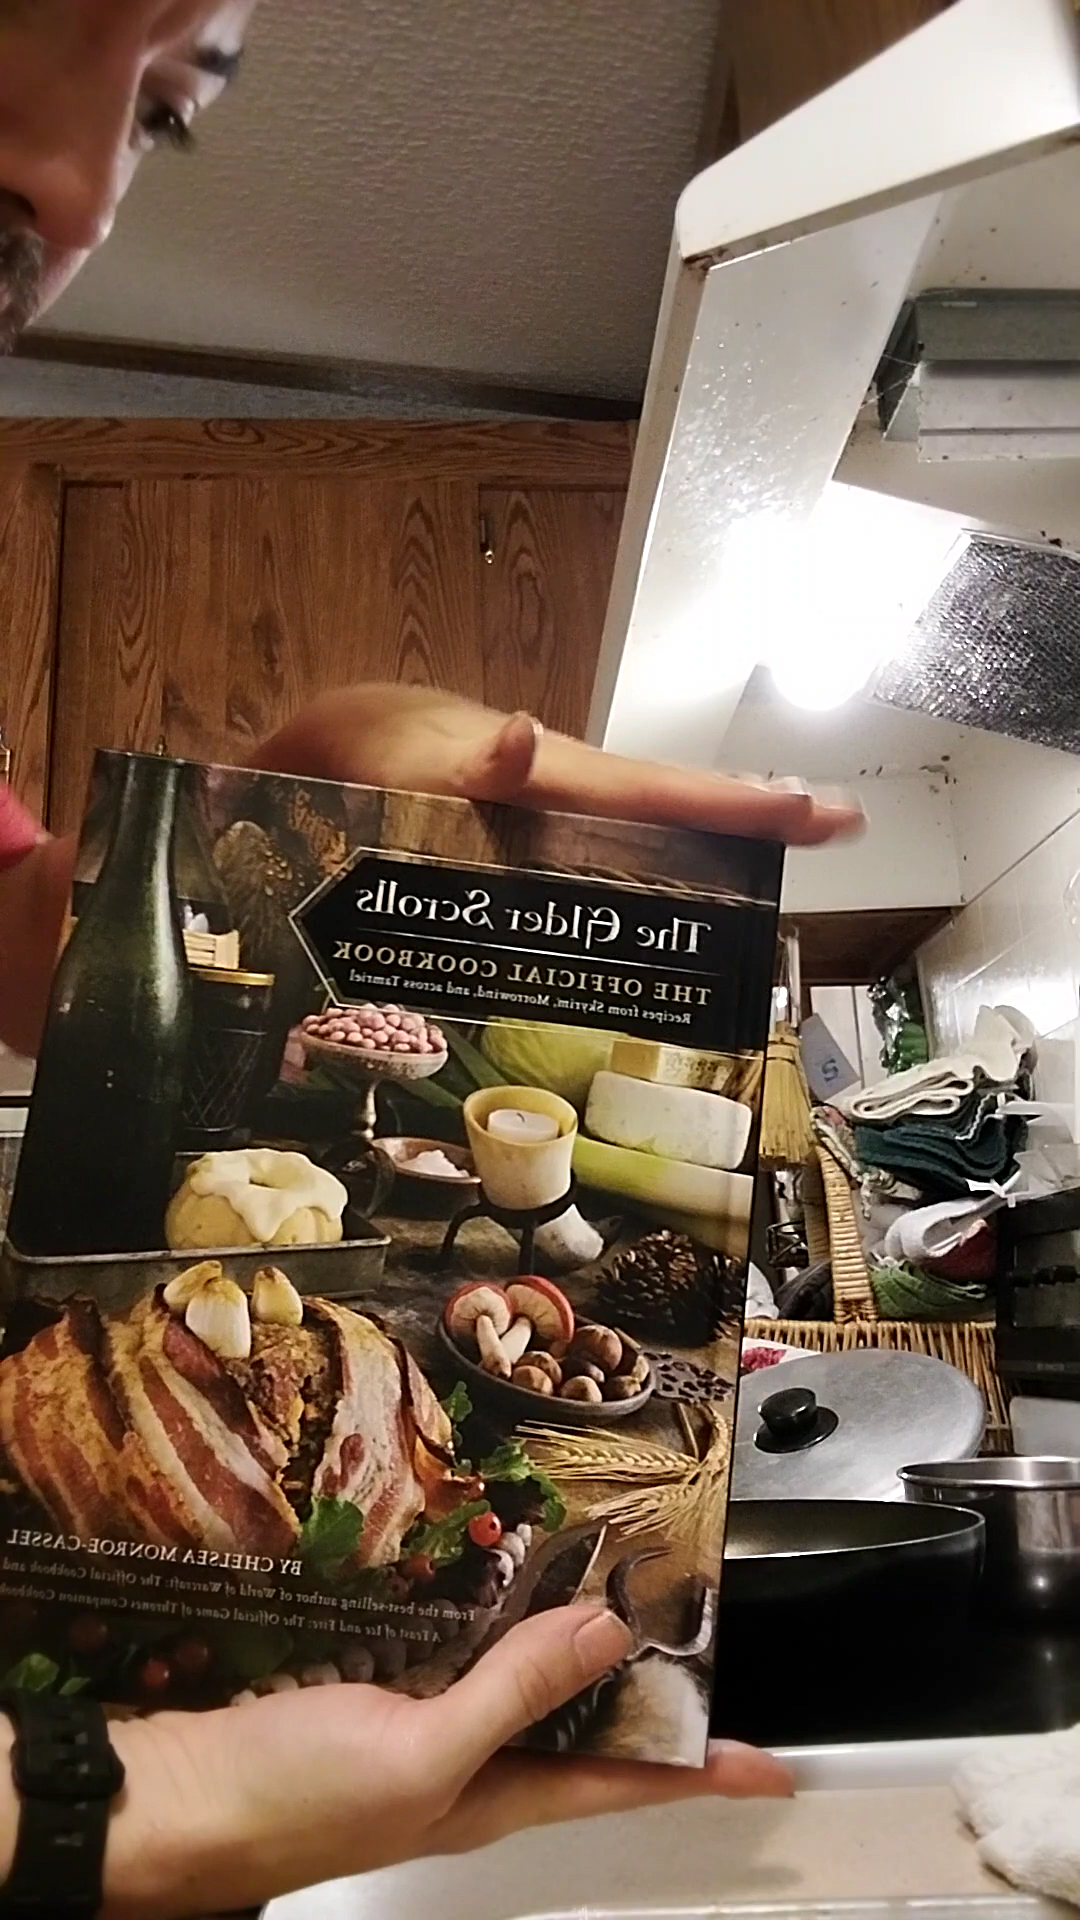 The Elder Scrolls
THE OFFICIAL COOKBOOK
Recipes from Skyrim, Morrowind, and across Tamriel
BY CHELSEA MONROE-CASSEL
From the best-selling author of World of Warcraft: The Official Cookbook and
A Feast of Ice and Fire: The Official Game of Thrones Companion Cookbook
S